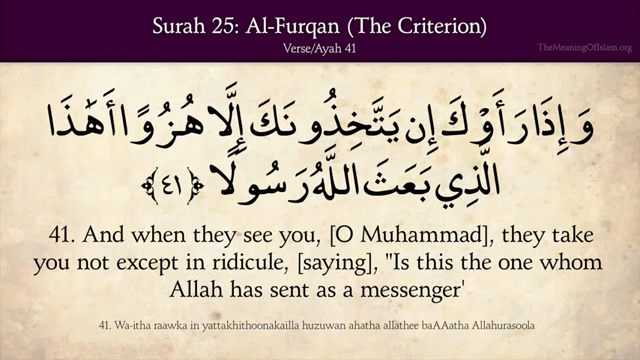 Surah 25: Al-Furqan (The Criterion)
Verse/Ayah 41
TheMeaningOfIslam.org
وَإِذَا رَأَوْكَ إِن يَتَّخِذُونَكَ إِلَّا هُزُوًا أَهَٰذَا
الَّذِي بَعَثَ اللَّهُ رَسُولًا ﴿٤١﴾
41. And when they see you, [O Muhammad], they take
you not except in ridicule, [saying], "Is this the one whom
Allah has sent as a messenger'
41. Wa-itha raawka in yattakhithoonakailla huzuwan ahatha allathee baAAatha Allahurasoola